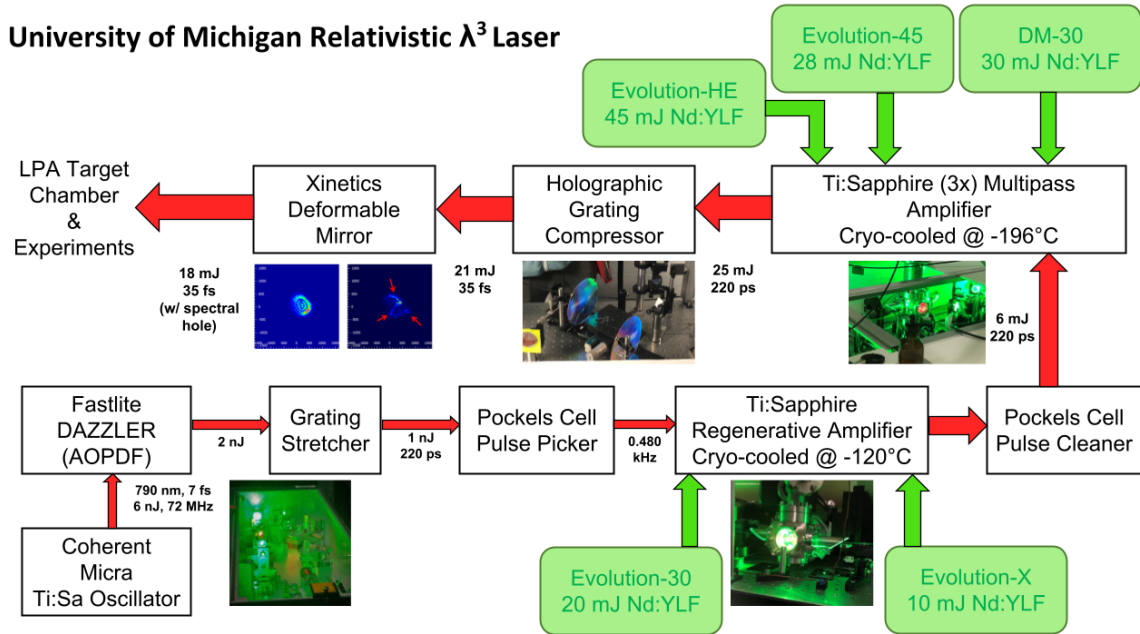 University of Michigan Relativistic λ³ Laser
Evolution-45
28 mJ Nd:YLF
DM-30
30 mJ Nd:YLF
Evolution-HE
45 mJ Nd:YLF
LPA Target
Chamber
&
Experiments
Xinetics
Deformable
Mirror
Holographic
Grating
Compressor
Ti:Sapphire (3x) Multipass
Amplifier
Cryo-cooled @ -196°C
18 mJ
35 fs
(w/ spectral
hole)
21 mJ
35 fs
25 mJ
220 ps
6 mJ
220 ps
Fastlite
DAZZLER
(AOPDF)
2 nJ
Grating
Stretcher
1 nJ
220 ps
Pockels Cell
Pulse Picker
0.480
kHz
Ti:Sapphire
Regenerative Amplifier
Cryo-cooled @ -120°C
Pockels Cell
Pulse Cleaner
790 nm, 7 fs
6 nJ, 72 MHz
Coherent
Micra
Ti:Sa Oscillator
Evolution-30
20 mJ Nd:YLF
Evolution-X
10 mJ Nd:YLF